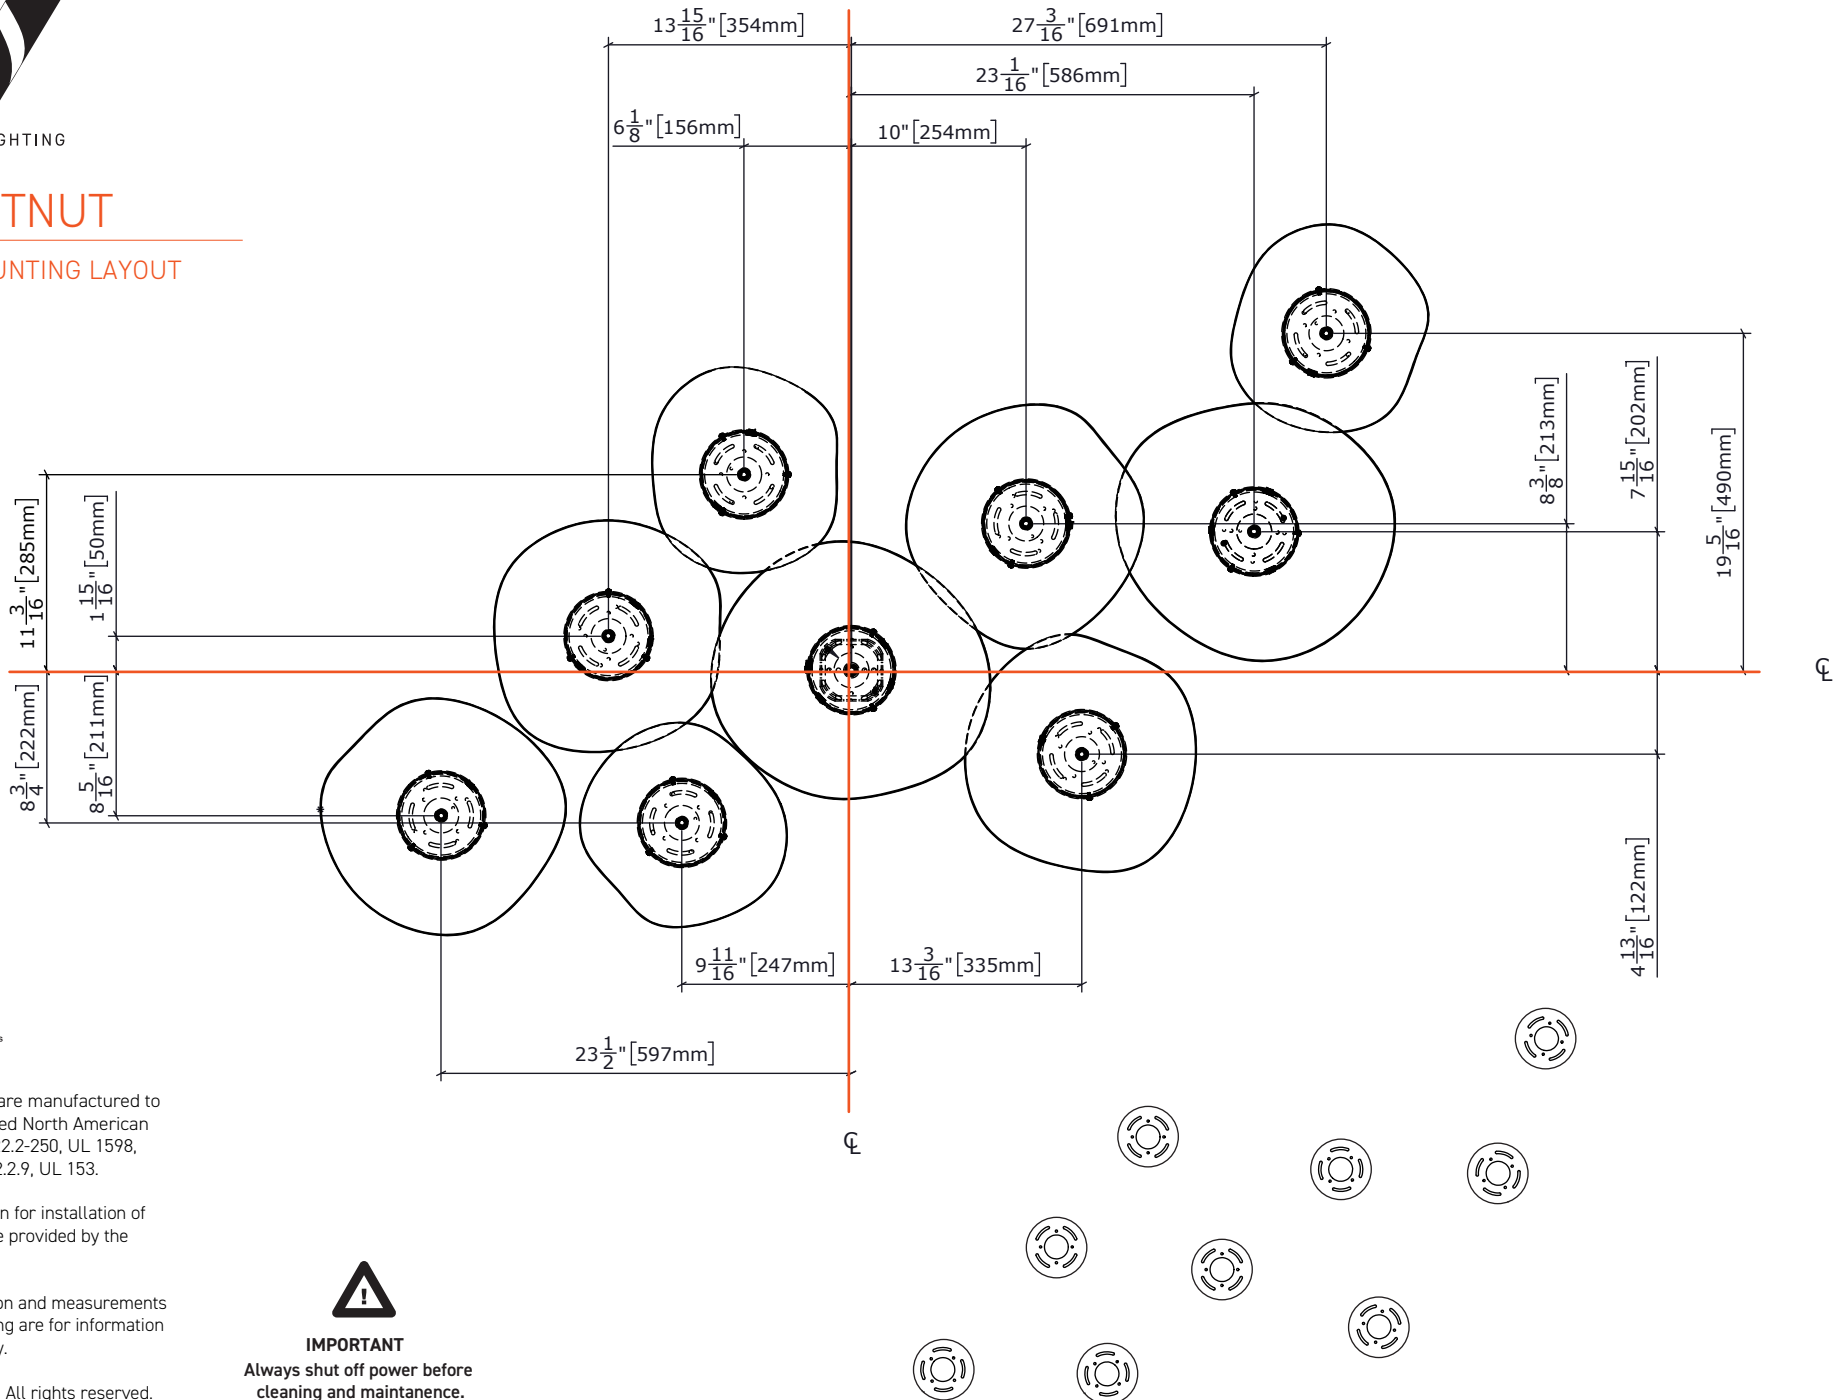 GHTING
TNUT
UNTING LAYOUT
13 15/16" [354mm]
27 3/16" [691mm]
23 1/16" [586mm]
6 1/8" [156mm]
10" [254mm]
11 3/16" [285mm]
1 15/16" [50mm]
8 3/4" [222mm]
8 5/16" [211mm]
8 3/8" [213mm]
7 15/16" [202mm]
19 5/16" [490mm]
4 13/16" [122mm]
℄
9 11/16" [247mm]
13 3/16" [335mm]
23 1/2" [597mm]
℄
s
are manufactured to
ed North American
22.2-250, UL 1598,
2.2.9, UL 153.
n for installation of
e provided by the
on and measurements
ng are for information
y.
All rights reserved.
!
IMPORTANT
Always shut off power before
cleaning and maintanence.